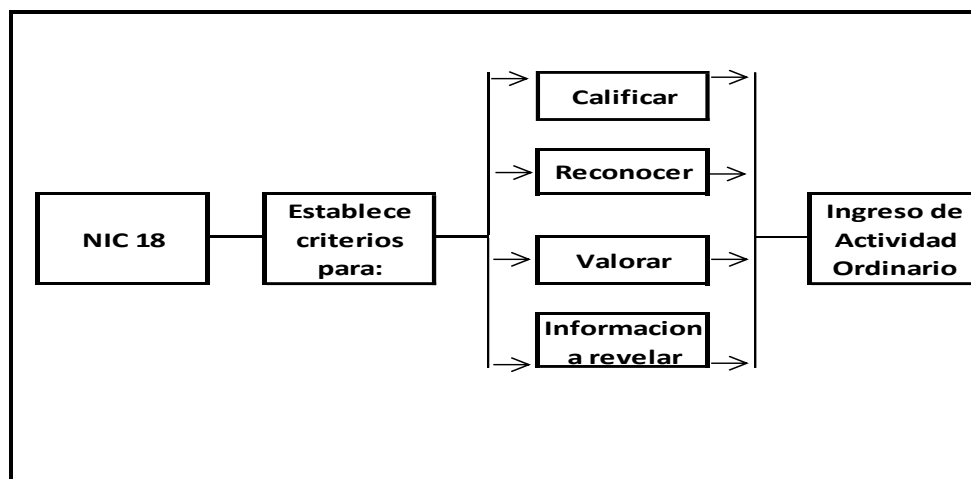 NIC 18
Establece
criterios
para:
Calificar
Reconocer
Valorar
Informacion
a revelar
Ingreso de
Actividad
Ordinario